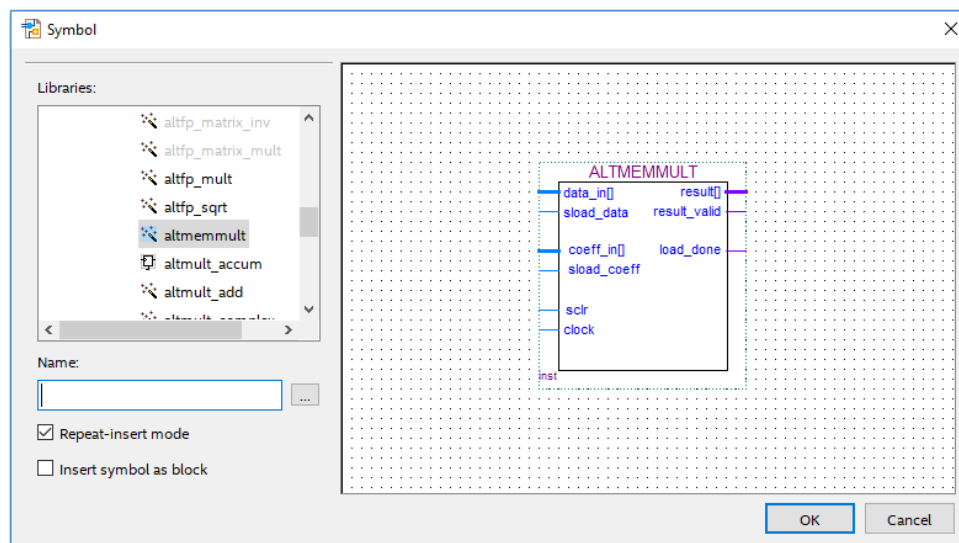 Symbol
Libraries:
altfp_matrix_inv
altfp_matrix_mult
altfp_mult
altfp_sqrt
altmemmult
altmult_accum
altmult_add
altmult_complex
Name:
...
Repeat-insert mode
Insert symbol as block
ALTMEMMULT
data_in[] result[]
sload_data result_valid
coeff_in[] load_done
sload_coeff
sclr
clock
inst
OK Cancel